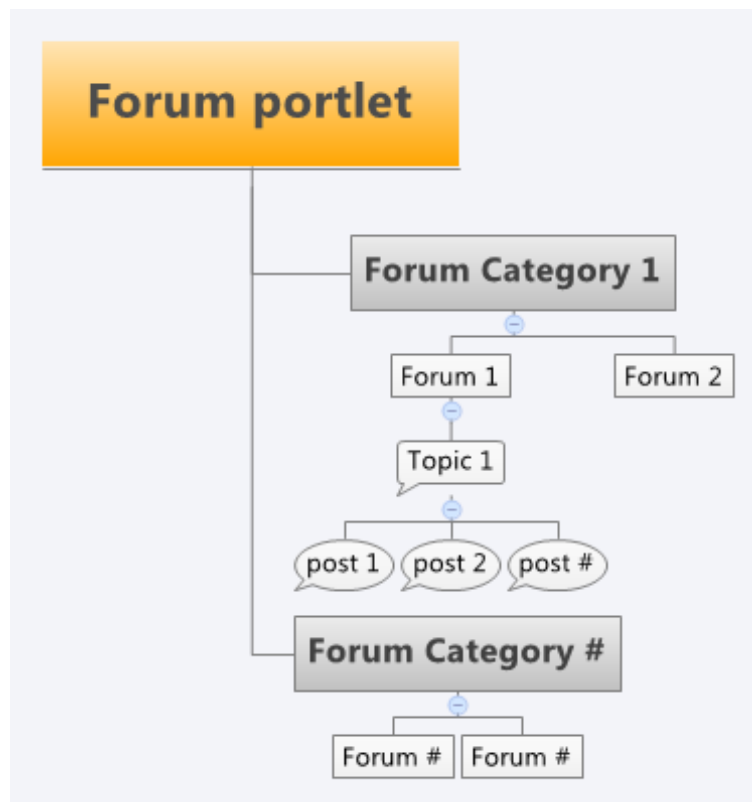 Forum portlet
Forum Category 1
Forum 1
Forum 2
Topic 1
post 1
post 2
post #
Forum Category #
Forum #
Forum #